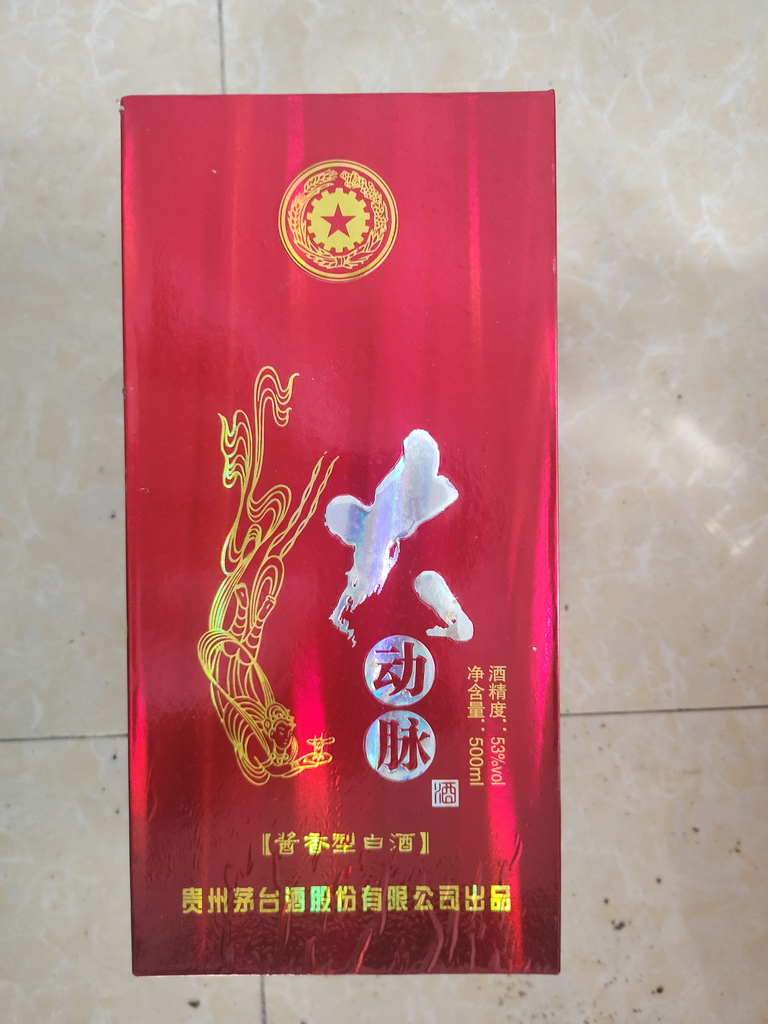 大动脉
酒
酒精度：53%vol
净含量：500ml
【酱香型白酒】
贵州茅台酒股份有限公司出品